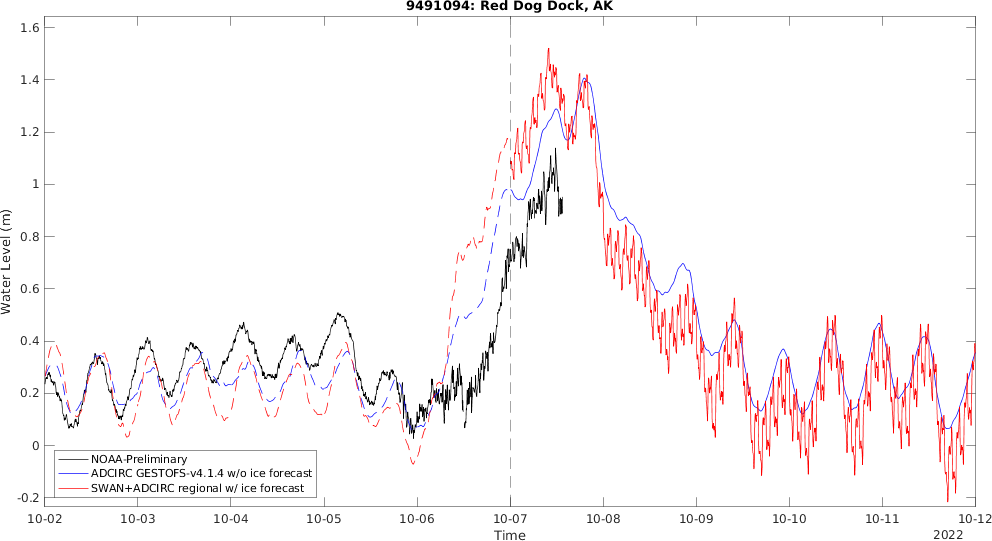 9491094: Red Dog Dock, AK
1.6
1.4
1.2
1
0.8
0.6
0.4
0.2
0
-0.2
Water Level (m)
NOAA-Preliminary
ADCIRC GESTOFS-v4.1.4 w/o ice forecast
SWAN+ADCIRC regional w/ ice forecast
10-02 10-03 10-04 10-05 10-06 10-07 10-08 10-09 10-10 10-11 10-12
Time
2022